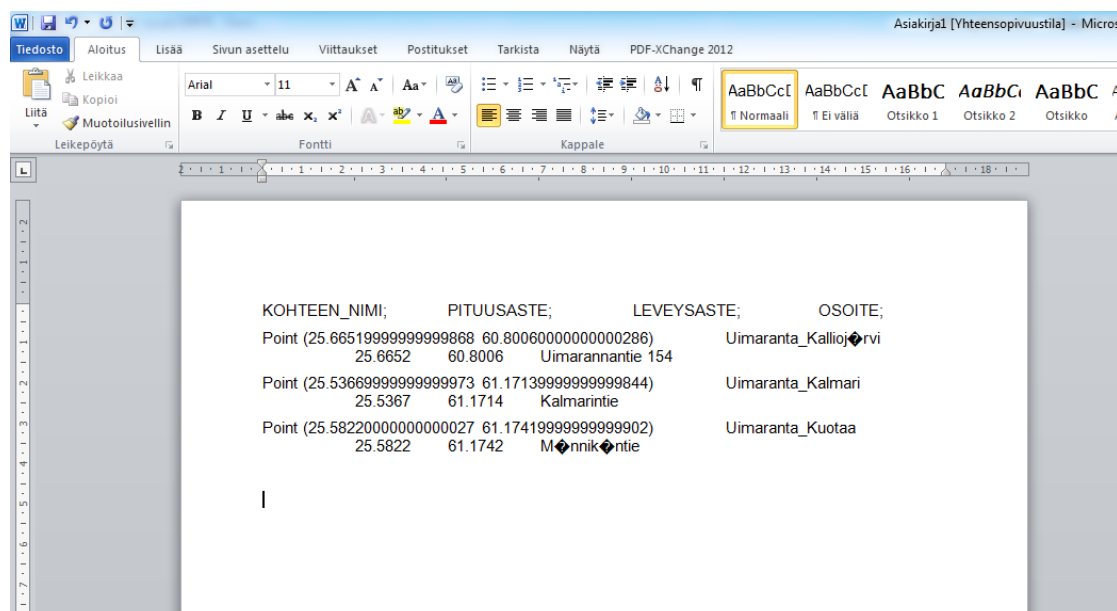 Asiakirja1 [Yhteensopivuustila] - Micros
Tiedosto Aloitus Lisää Sivun asettelu Viittaukset Postitukset Tarkista Näytä PDF-XChange 2012
Leikkaa
Kopioi
Liitä
Muotoilusivellin
Leikepöytä
Arial 11
Fontti
Kappale
AaBbCcI AaBbCcI AaBbC AaBbCc AaBbC
¶ Normaali ¶ Ei väliä Otsikko 1 Otsikko 2 Otsikko
KOHTEEN_NIMI; PITUUSASTE; LEVEYSASTE; OSOITE;
Point (25.66519999999999868 60.80060000000000286) Uimaranta_Kallioj�rvi
25.6652 60.8006 Uimarannantie 154
Point (25.53669999999999973 61.17139999999999844) Uimaranta_Kalmari
25.5367 61.1714 Kalmarintie
Point (25.58220000000000027 61.17419999999999902) Uimaranta_Kuotaa
25.5822 61.1742 M�nnik�ntie